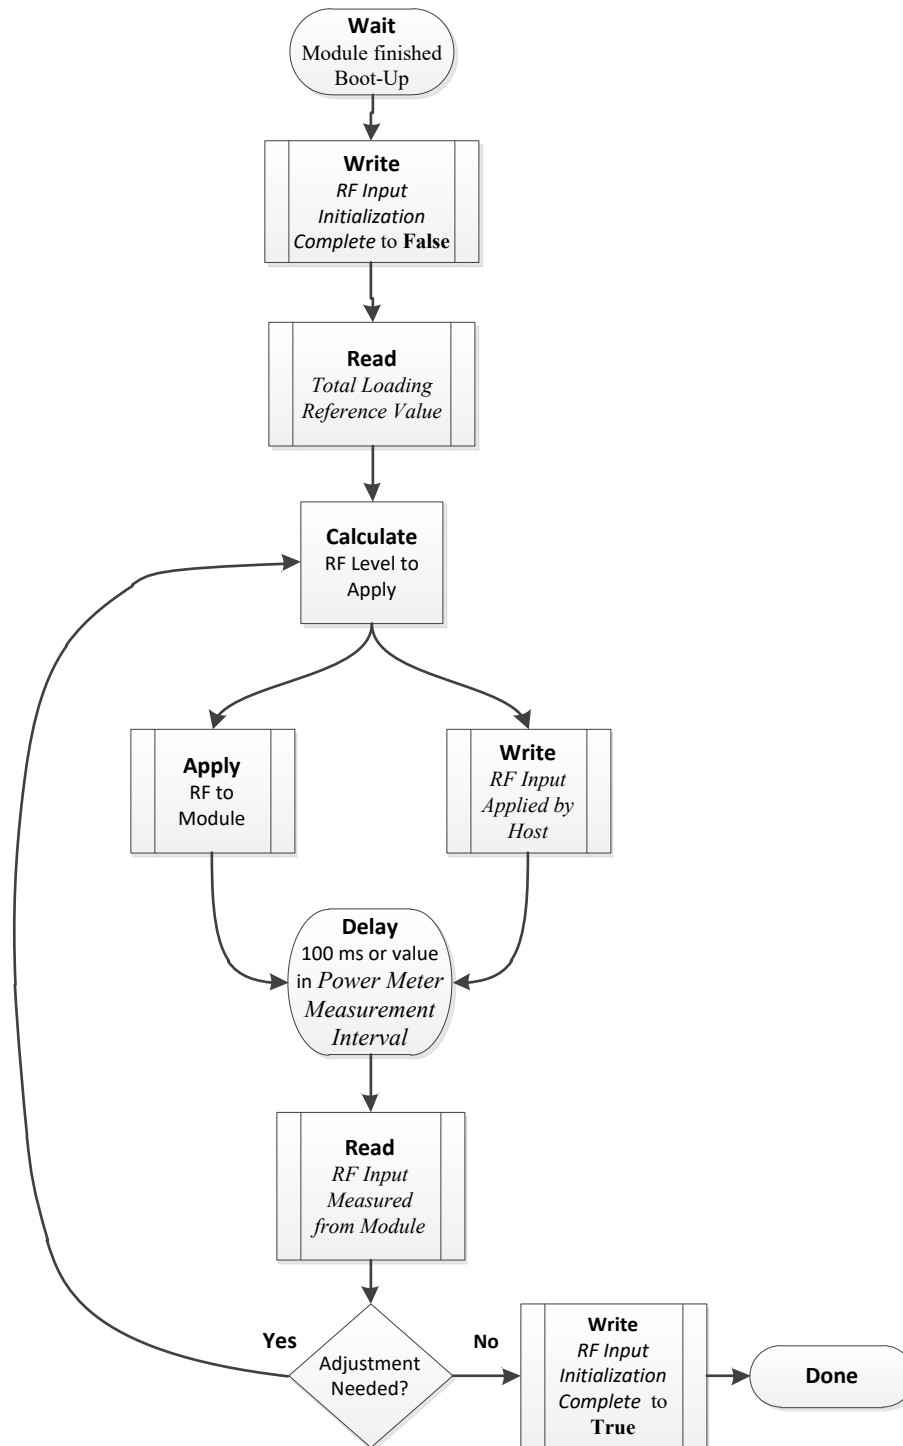 Wait
Module finished
Boot-Up
Write
RF Input
Initialization
Complete to False
Read
Total Loading
Reference Value
Calculate
RF Level to
Apply
Apply
RF to
Module
Write
RF Input
Applied by
Host
Delay
100 ms or value
in Power Meter
Measurement
Interval
Read
RF Input
Measured
from Module
Yes
Adjustment
Needed?
No
Write
RF Input
Initialization
Complete to
True
Done